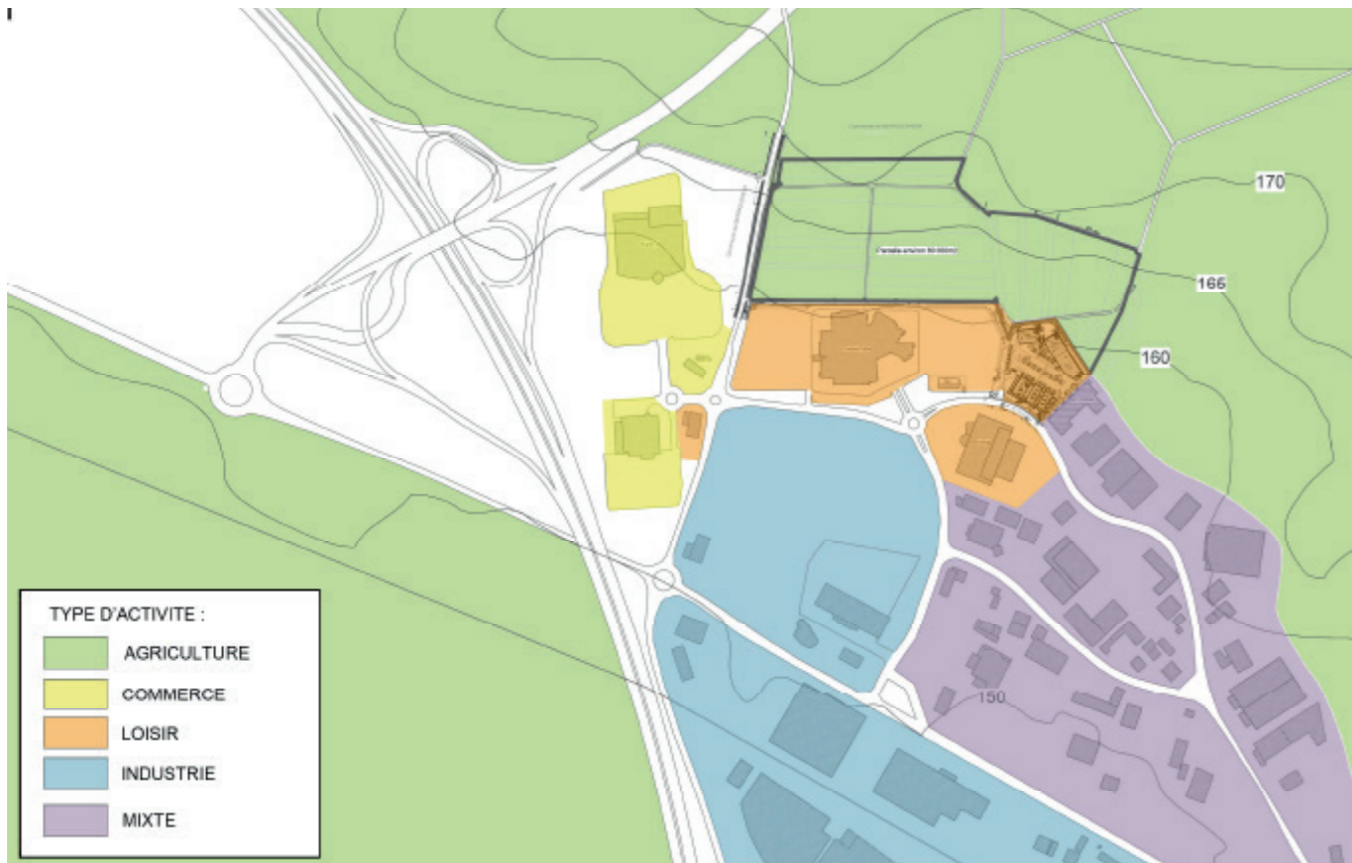 170
166
160
150
TYPE D'ACTIVITE :
AGRICULTURE
COMMERCE
LOISIR
INDUSTRIE
MIXTE